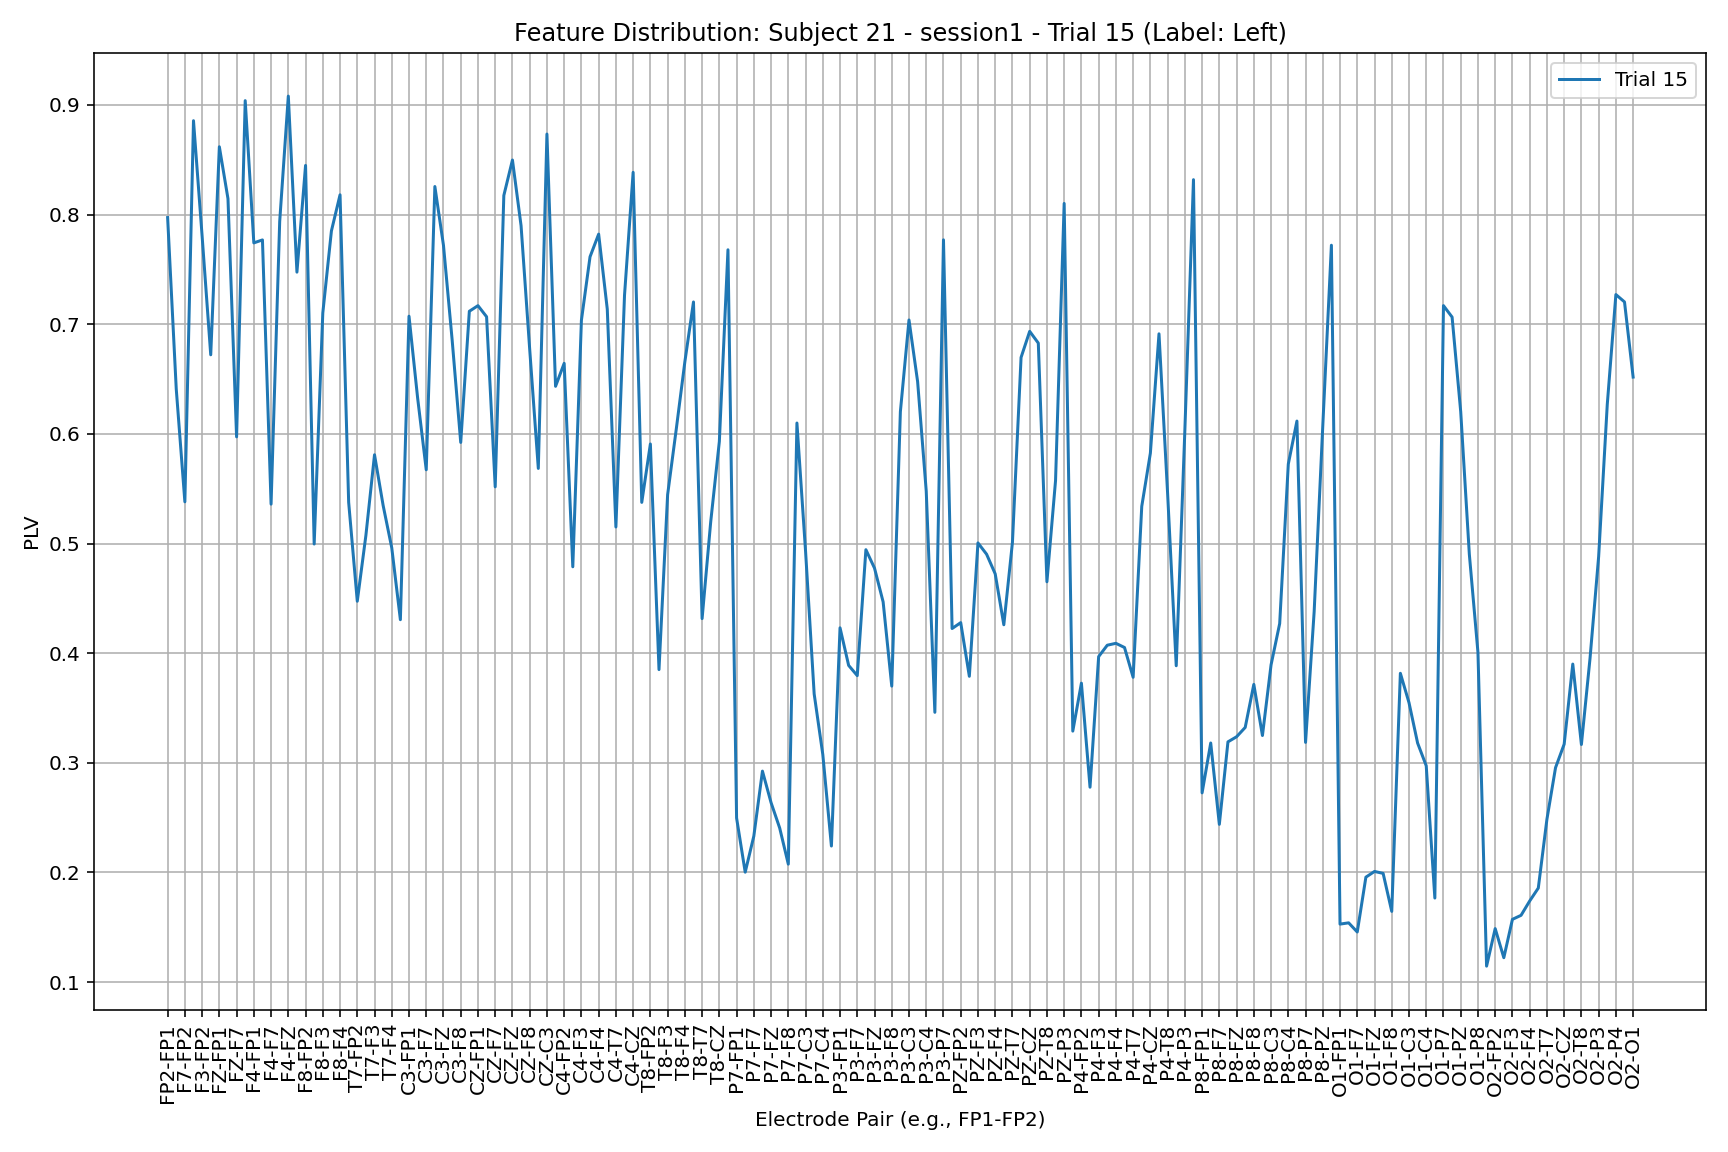 Feature Distribution: Subject 21 - session1 - Trial 15 (Label: Left)
Trial 15
PLV
0.9
0.8
0.7
0.6
0.5
0.4
0.3
0.2
0.1
FP2-FP1
F7-FP2
F3-FP2
FZ-FP1
FZ-F7
F4-FP1
F4-F7
F4-FZ
F8-FP2
F8-F3
F8-F4
T7-FP2
T7-F3
T7-F4
C3-FP1
C3-F7
C3-FZ
C3-F8
CZ-FP1
CZ-F3
CZ-FZ
CZ-F8
CZ-C3
C4-FP2
C4-F3
C4-F4
C4-T7
C4-CZ
T8-FP2
T8-F3
T8-F4
T8-T7
T8-CZ
P7-FP1
P7-F7
P7-FZ
P7-F8
P7-C3
P7-C4
P3-FP1
P3-F7
P3-FZ
P3-F8
P3-C3
P3-C4
P3-P7
PZ-FP2
PZ-F3
PZ-F4
PZ-T7
PZ-CZ
PZ-T8
PZ-P3
P4-FP2
P4-F3
P4-F4
P4-T7
P4-CZ
P4-T8
P4-P3
P8-FP1
P8-F7
P8-FZ
P8-F8
P8-C3
P8-C4
P8-P7
P8-PZ
O1-FP1
O1-F7
O1-FZ
O1-F8
O1-C3
O1-C4
O1-P7
O1-PZ
O1-P8
O2-FP2
O2-F3
O2-F4
O2-T7
O2-CZ
O2-T8
O2-P3
O2-P4
O2-O1
Electrode Pair (e.g., FP1-FP2)